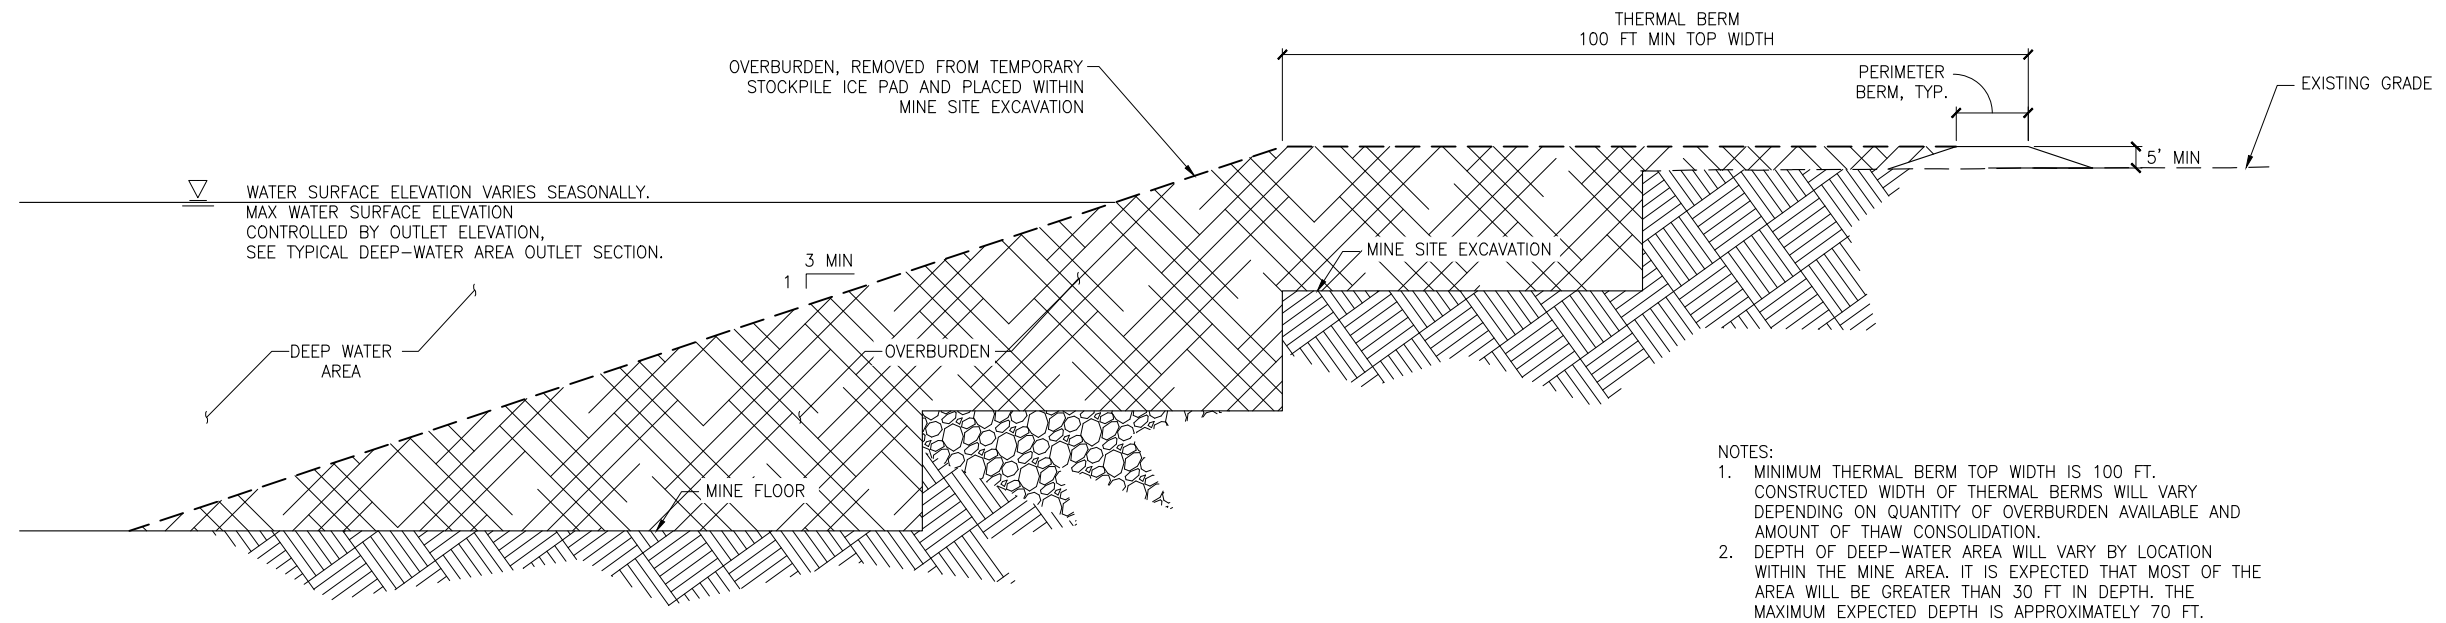 THERMAL BERM
100 FT MIN TOP WIDTH
OVERBURDEN, REMOVED FROM TEMPORARY
STOCKPILE ICE PAD AND PLACED WITHIN
MINE SITE EXCAVATION
PERIMETER
BERM, TYP.
EXISTING GRADE
5' MIN
WATER SURFACE ELEVATION VARIES SEASONALLY.
MAX WATER SURFACE ELEVATION
CONTROLLED BY OUTLET ELEVATION,
SEE TYPICAL DEEP-WATER AREA OUTLET SECTION.
3 MIN
1
MINE SITE EXCAVATION
DEEP WATER
AREA
OVERBURDEN
MINE FLOOR
NOTES:
1. MINIMUM THERMAL BERM TOP WIDTH IS 100 FT.
CONSTRUCTED WIDTH OF THERMAL BERMS WILL VARY
DEPENDING ON QUANTITY OF OVERBURDEN AVAILABLE AND
AMOUNT OF THAW CONSOLIDATION.
2. DEPTH OF DEEP-WATER AREA WILL VARY BY LOCATION
WITHIN THE MINE AREA. IT IS EXPECTED THAT MOST OF THE
AREA WILL BE GREATER THAN 30 FT IN DEPTH. THE
MAXIMUM EXPECTED DEPTH IS APPROXIMATELY 70 FT.